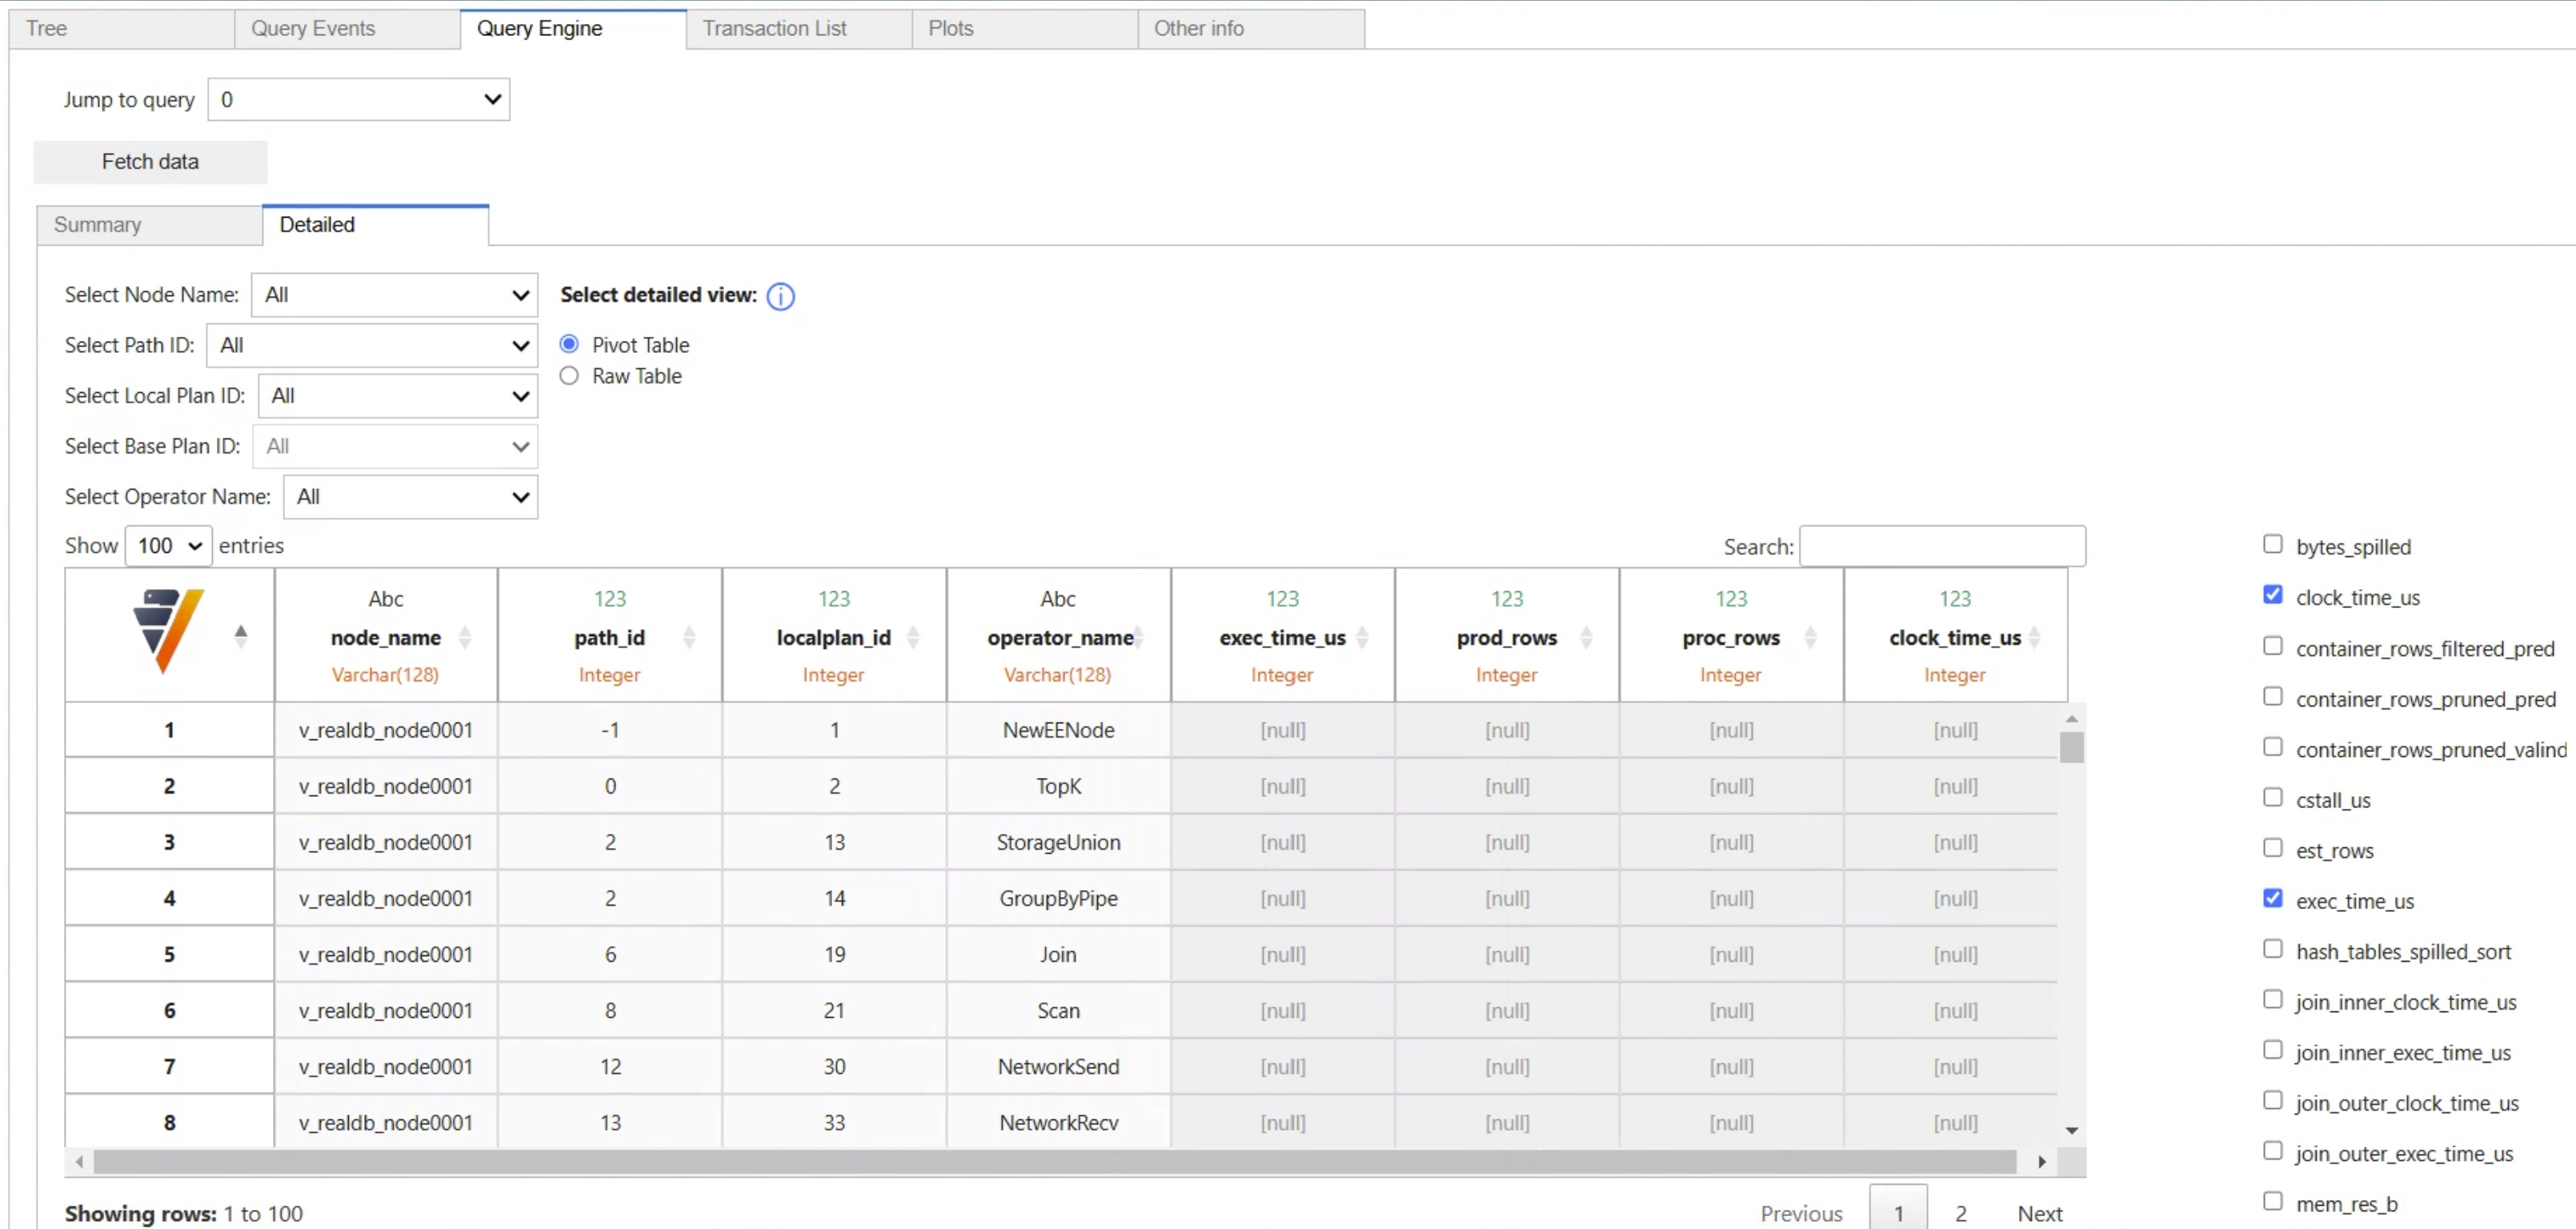 Tree Query Events Query Engine Transaction List Plots Other info
Jump to query 0
Fetch data
Summary Detailed
Select Node Name: All Select detailed view: i
Select Path ID: All Pivot Table
Raw Table
Select Local Plan ID: All
Select Base Plan ID: All
Select Operator Name: All
Show 100 entries Search:
Abc 123 123 Abc 123 123 123 123
node_name path_id localplan_id operator_name exec_time_us prod_rows proc_rows clock_time_us
Varchar(128) Integer Integer Varchar(128) Integer Integer Integer Integer
1 v_realdb_node0001 -1 1 NewEENode [null] [null] [null] [null]
2 v_realdb_node0001 0 2 TopK [null] [null] [null] [null]
3 v_realdb_node0001 2 13 StorageUnion [null] [null] [null] [null]
4 v_realdb_node0001 2 14 GroupByPipe [null] [null] [null] [null]
5 v_realdb_node0001 6 19 Join [null] [null] [null] [null]
6 v_realdb_node0001 8 21 Scan [null] [null] [null] [null]
7 v_realdb_node0001 12 30 NetworkSend [null] [null] [null] [null]
8 v_realdb_node0001 13 33 NetworkRecv [null] [null] [null] [null]
Showing rows: 1 to 100 Previous 1 2 Next
bytes_spilled
clock_time_us
container_rows_filtered_pred
container_rows_pruned_pred
container_rows_pruned_valind
cstall_us
est_rows
exec_time_us
hash_tables_spilled_sort
join_inner_clock_time_us
join_inner_exec_time_us
join_outer_clock_time_us
join_outer_exec_time_us
mem_res_b